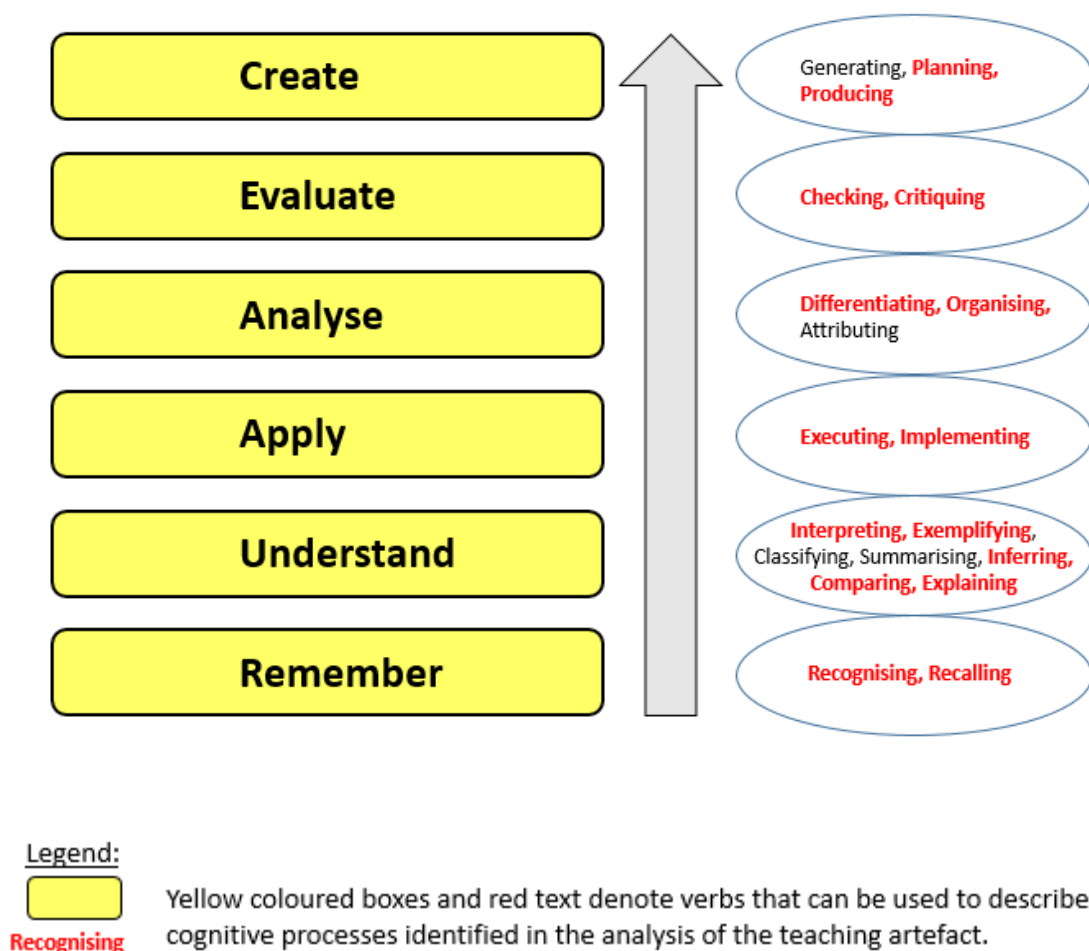 Create
Generating, Planning,
Producing
Evaluate
Checking, Critiquing
Analyse
Differentiating, Organising,
Attributing
Apply
Executing, Implementing
Understand
Interpreting, Exemplifying,
Classifying, Summarising, Inferring,
Comparing, Explaining
Remember
Recognising, Recalling
Legend:
Yellow coloured boxes and red text denote verbs that can be used to describe
Recognising
cognitive processes identified in the analysis of the teaching artefact.